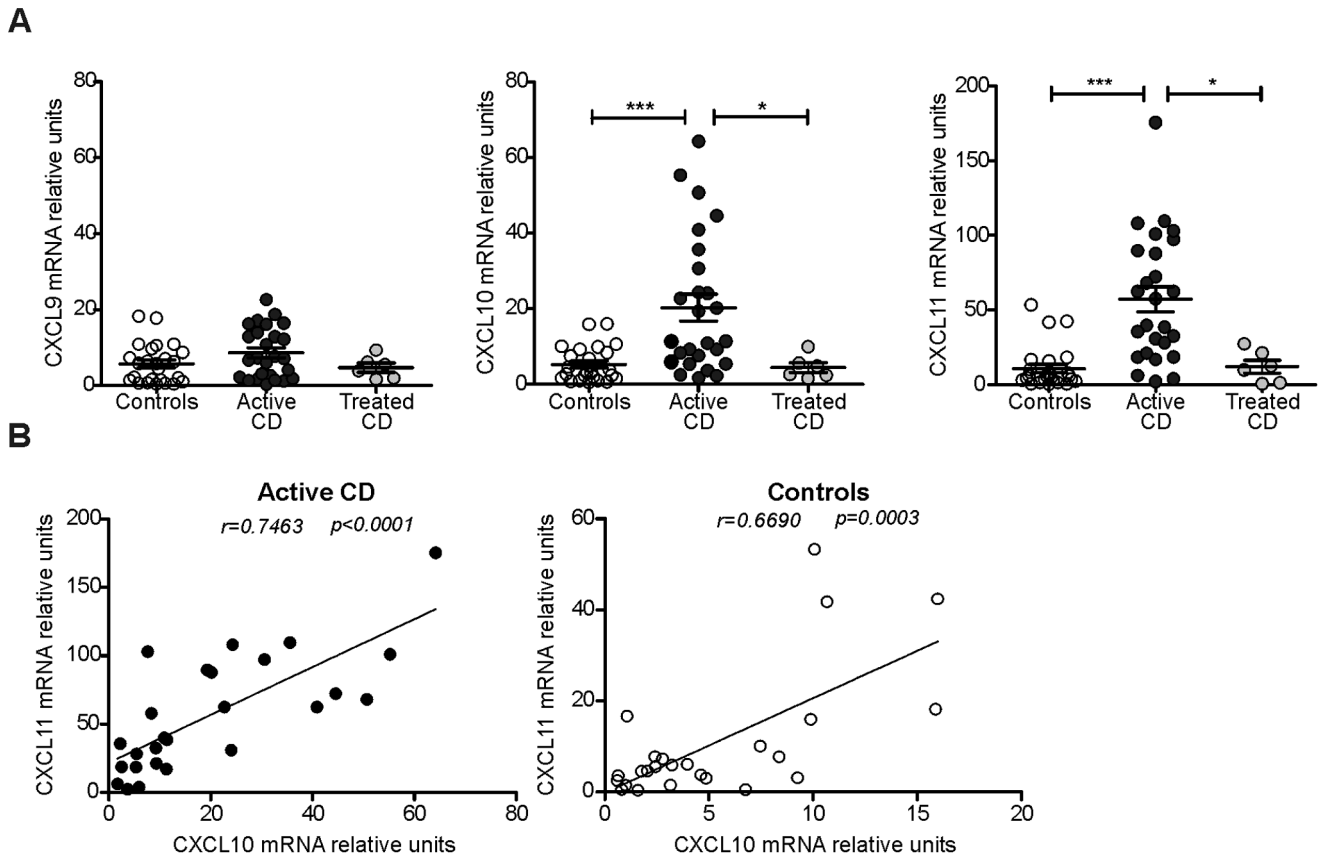 A
CXCL9 mRNA relative units
80
60
40
20
0
Controls
Active
CD
Treated
CD
CXCL10 mRNA relative units
80
60
40
20
0
***
*
Controls
Active
CD
Treated
CD
CXCL11 mRNA relative units
200
150
100
50
0
***
*
Controls
Active
CD
Treated
CD
B
Active CD
r=0.7463 p<0.0001
CXCL11 mRNA relative units
200
150
100
50
0
0 20 40 60 80
CXCL10 mRNA relative units
Controls
r=0.6690 p=0.0003
CXCL11 mRNA relative units
60
40
20
0
0 5 10 15 20
CXCL10 mRNA relative units